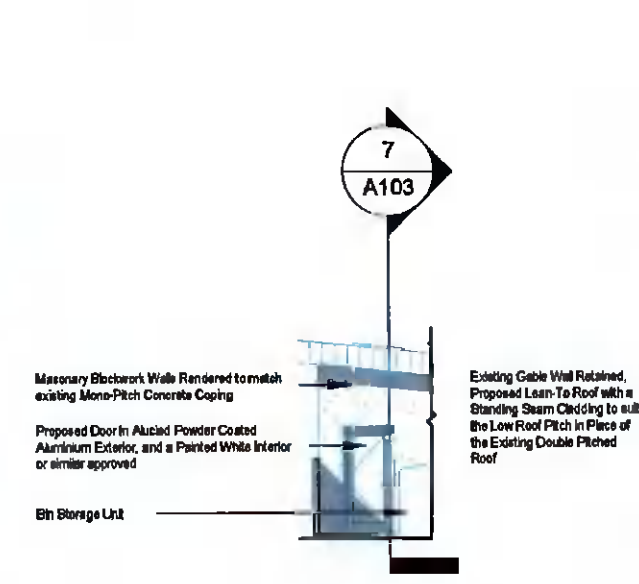 7
A103
Masonary Blockwork Walls Rendered to match
existing Mono-Pitch Concrete Coping
Proposed Door in Aluclad Powder Coated
Aluminium Exterior, and a Painted White Interior
or similar approved
Bin Storage Unit
Existing Gable Wall Retained,
Proposed Lean-To Roof with a
Standing Seam Cladding to suit
the Low Roof Pitch in Place of
the Existing Double Pitched
Roof